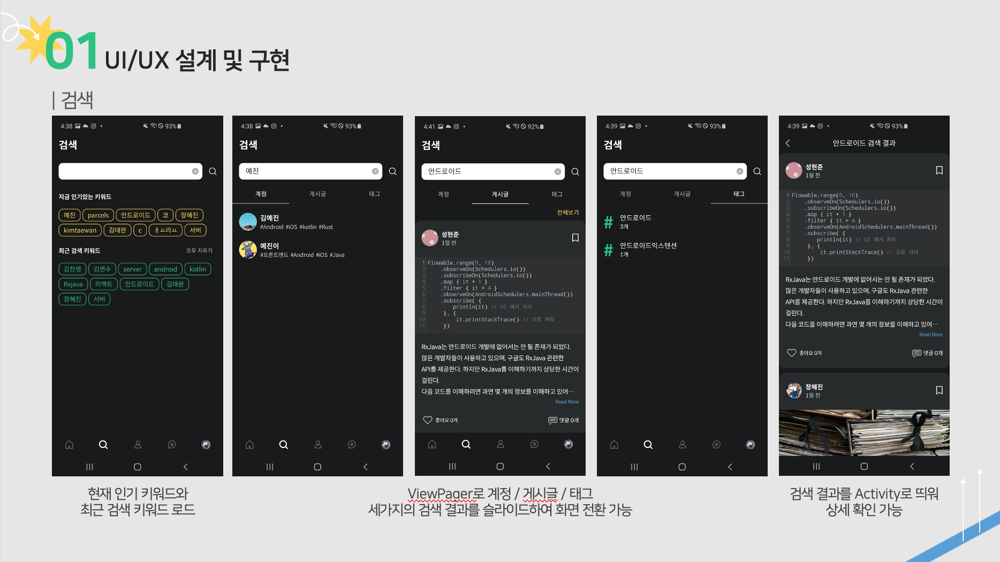 01 UI/UX 설계 및 구현
| 검색
4:38
93%
검색
지금 인기있는 키워드
예진 parcels 안드로이드 코 장혜진
kimtaewan 김태완 c ㅐㅍ라ㅛ 서버
최근 검색 키워드 모두 지우기
김찬영 김연수 server android kotlin
Rxjava 리액트 안드로이드 김태완
장혜진 서버
현재 인기 키워드와
최근 검색 키워드 로드
4:38
93%
검색
예진
계정 게시글 태그
김예진
#Android #iOS #kotlin #Rust
예진이
#프론트엔드 #Android #iOS #Java
4:41
92%
검색
안드로이드
계정 게시글 태그
전체보기
성현준
1일 전
1 Flowable.range(0, 10)
2 .observeOn(Schedulers.io())
3 .subscribeOn(Schedulers.io())
4 .map { it + 1 }
5 .filter { it > 4 }
6 .observeOn(AndroidSchedulers.mainThread())
7 .subscribe( {
8 println(it) // UI 에서 처리
9 }, {
10 it.printStackTrace() // 오류 처리
11 })
RxJava는 안드로이드 개발에 없어서는 안 될 존재가 되었다.
많은 개발자들이 사용하고 있으며, 구글도 RxJava 관련한
API를 제공한다. 하지만 RxJava를 이해하기까지 상당한 시간이
걸린다.
다음 코드를 이해하려면 과연 몇 개의 정보를 이해하고 있어…
Read More
좋아요 0개 댓글 0개
4:39
93%
검색
안드로이드
계정 게시글 태그
# 안드로이드
3개
# 안드로이드익스텐션
1개
ViewPager로 계정 / 게시글 / 태그
세가지의 검색 결과를 슬라이드하여 화면 전환 가능
4:39
93%
안드로이드 검색 결과
성현준
1일 전
1 Flowable.range(0, 10)
2 .observeOn(Schedulers.io())
3 .subscribeOn(Schedulers.io())
4 .map { it + 1 }
5 .filter { it > 4 }
6 .observeOn(AndroidSchedulers.mainThread())
7 .subscribe( {
8 println(it) // UI 에서 처리
9 }, {
10 it.printStackTrace() // 오류 처리
11 })
RxJava는 안드로이드 개발에 없어서는 안 될 존재가 되었다.
많은 개발자들이 사용하고 있으며, 구글도 RxJava 관련한
API를 제공한다. 하지만 RxJava를 이해하기까지 상당한 시간이
걸린다.
다음 코드를 이해하려면 과연 몇 개의 정보를 이해하고 있어…
Read More
좋아요 0개 댓글 0개
장혜진
1일 전
검색 결과를 Activity로 띄워
상세 확인 가능